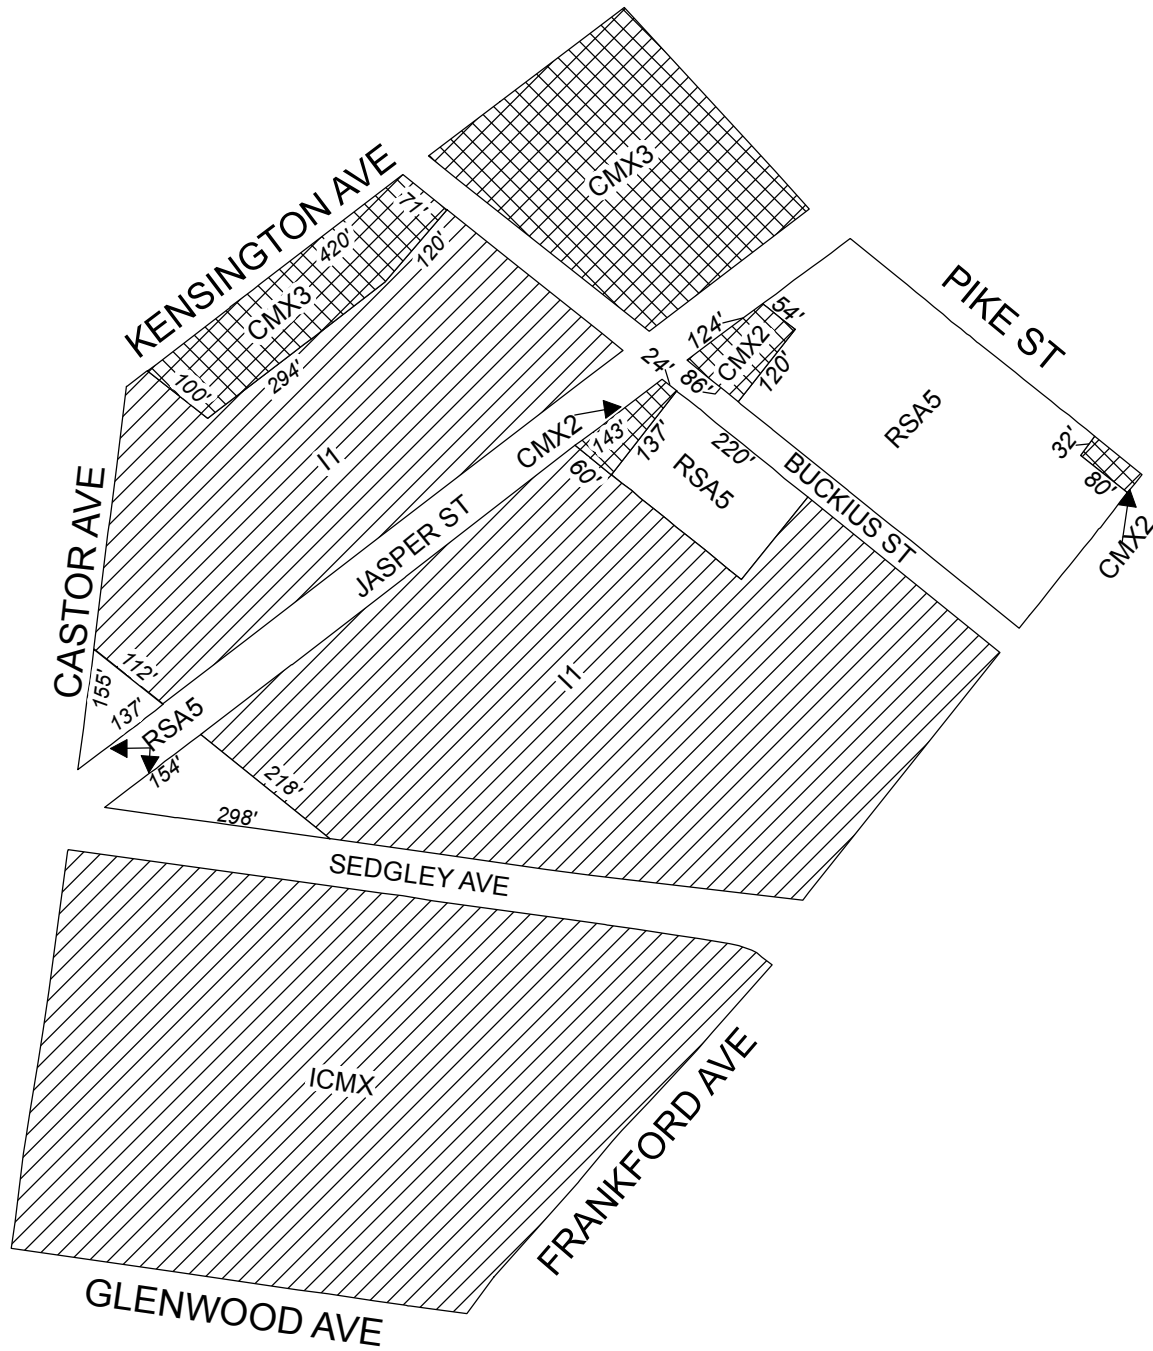 CMX3
KENSINGTON AVE
71'
420'
120'
CMX3
100'
294'
PIKE ST
54'
124'
CMX2
24'
86'
120'
RSA5
32'
80'
CMX2
CMX2
143'
137'
220'
60'
RSA5
BUCKIUS ST
I1
JASPER ST
CASTOR AVE
112'
155'
137'
RSA5
154'
I1
218'
298'
SEDGLEY AVE
ICMX
FRANKFORD AVE
GLENWOOD AVE